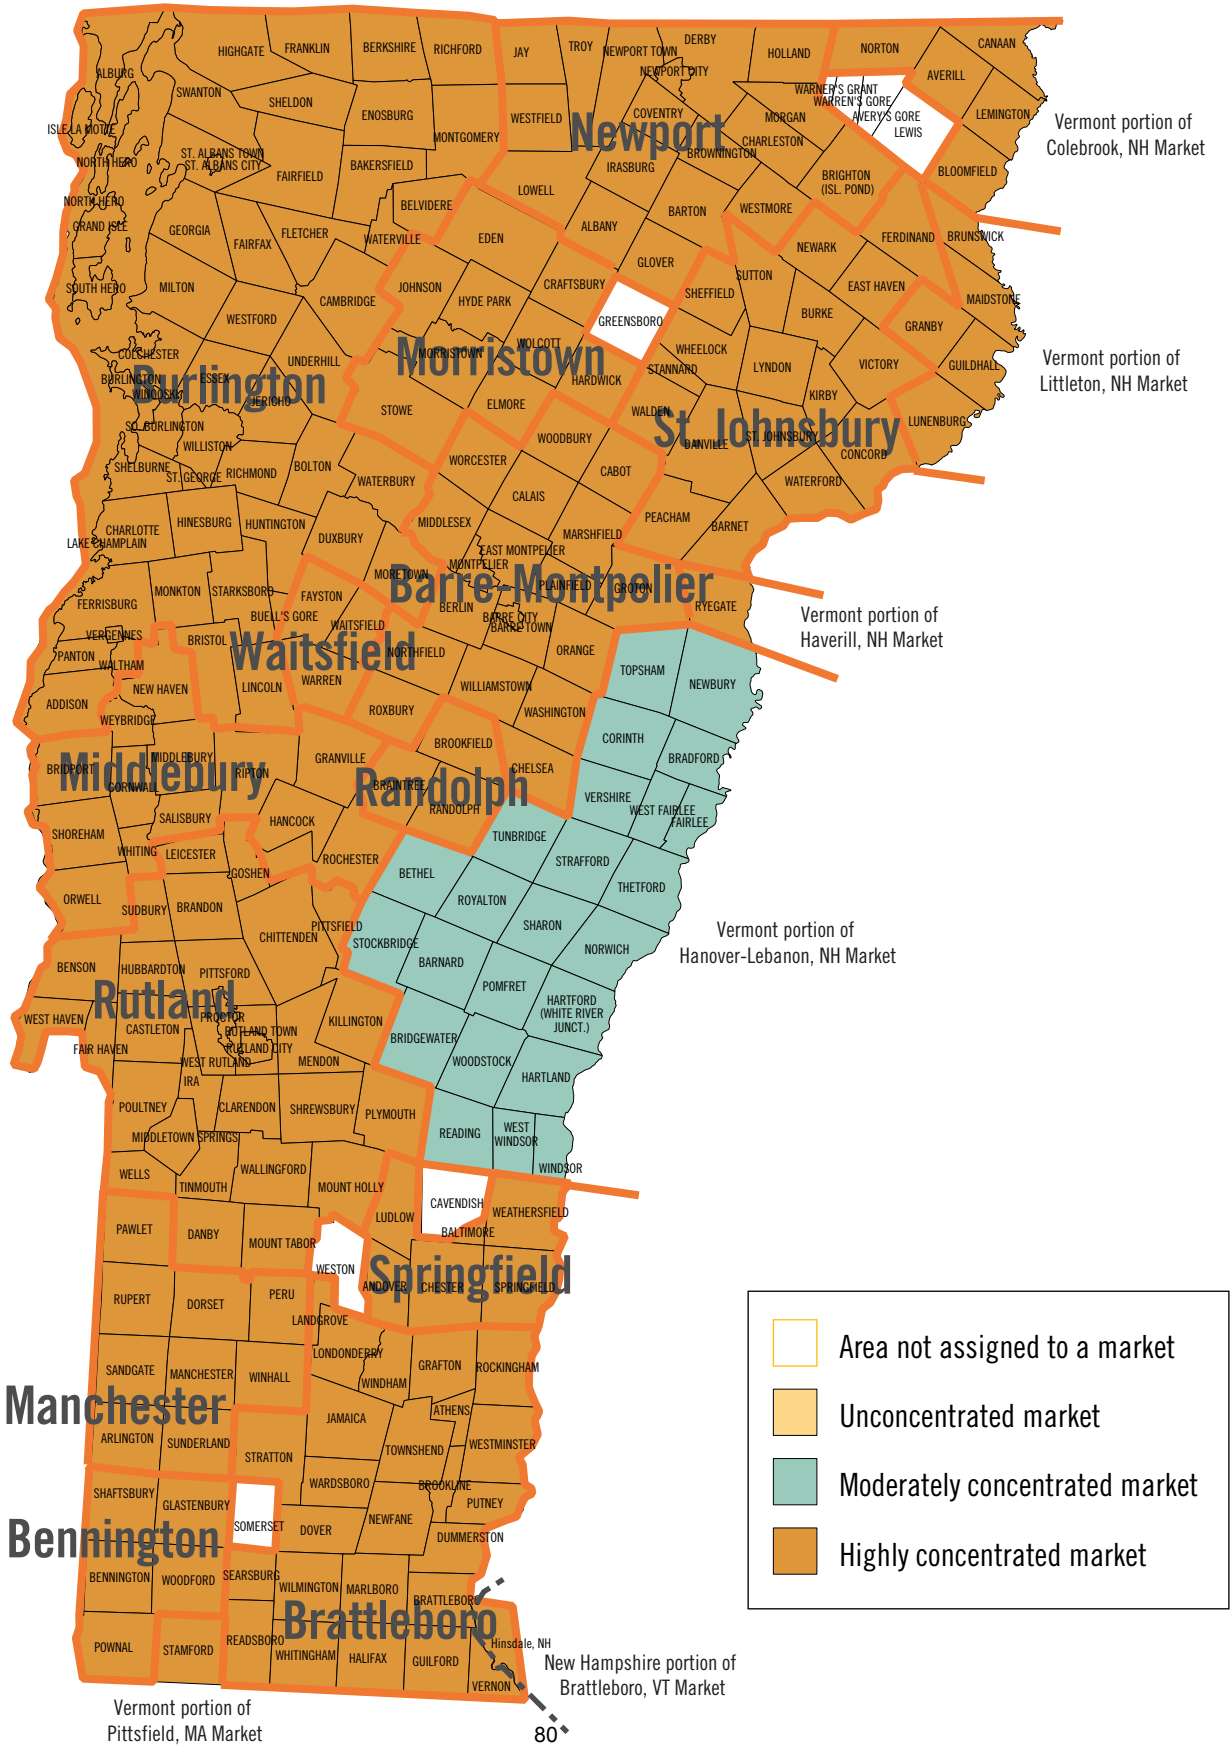 HIGHGATE
FRANKLIN
BERKSHIRE
RICHFORD
JAY
TROY
NEWPORT TOWN
DERBY
NEWPORT CITY
HOLLAND
NORTON
CANAAN
AVERILL
ALBURG
SWANTON
SHELDON
ENOSBURG
MONTGOMERY
WESTFIELD
Newport
COVENTRY
MORGAN
WARNER'S GRANT
WARREN'S GORE
AVERY'S GORE
LEWIS
LEMINGTON
Vermont portion of
Colebrook, NH Market
ISLE LA MOTTE
NORTH HERO
ST. ALBANS TOWN
ST. ALBANS CITY
FAIRFIELD
BAKERSFIELD
IRASBURG
BROWNINGTON
CHARLESTON
BRIGHTON
(ISL. POND)
BLOOMFIELD
NORTH HERO
GRAND ISLE
GEORGIA
FAIRFAX
FLETCHER
BELVIDERE
WATERVILLE
LOWELL
EDEN
ALBANY
BARTON
WESTMORE
NEWARK
FERDINAND
BRUNSWICK
SOUTH HERO
MILTON
WESTFORD
CAMBRIDGE
JOHNSON
HYDE PARK
CRAFTSBURY
GLOVER
GREENSBORO
SHEFFIELD
SUTTON
BURKE
EAST HAVEN
MAIDSTONE
GRANBY
GUILDHALL
Vermont portion of
Littleton, NH Market
COLCHESTER
BURLINGTON
WINOOSKI
Burlington
ESSEX
JERICHO
UNDERHILL
Morristown
MORRISTOWN
WOLCOTT
HARDWICK
STANNARD
WHEELOCK
LYNDON
KIRBY
VICTORY
LUNENBURG
SO. BURLINGTON
WILLISTON
STOWE
ELMORE
WOODBURY
WALDEN
St. Johnsbury
DANVILLE
ST. JOHNSBURY
CONCORD
SHELBURNE
ST. GEORGE
RICHMOND
BOLTON
WATERBURY
WORCESTER
CALAIS
CABOT
WATERFORD
CHARLOTTE
LAKE CHAMPLAIN
HINESBURG
HUNTINGTON
DUXBURY
MIDDLESEX
MARSHFIELD
PEACHAM
BARNET
EAST MONTPELIER
MONTPELIER
MORETOWN
Barre-Montpelier
PLAINFIELD
GROTON
RYEGATE
Vermont portion of
Haverill, NH Market
FERRISBURG
MONKTON
STARKSBORO
BUELL'S GORE
FAYSTON
WAITSFIELD
BERLIN
BARRE CITY
BARRE TOWN
ORANGE
VERGENNES
PANTON
WALTHAM
BRISTOL
Waitsfield
NORTHFIELD
TOPSHAM
NEWBURY
ADDISON
NEW HAVEN
WEYBRIDGE
LINCOLN
WARREN
ROXBURY
WILLIAMSTOWN
WASHINGTON
CORINTH
BRADFORD
BRIDPORT
Middlebury
MIDDLEBURY
CORNWALL
RIPTON
GRANVILLE
BROOKFIELD
CHELSEA
BRAINTREE
Randolph
RANDOLPH
VERSHIRE
WEST FAIRLEE
FAIRLEE
SHOREHAM
SALISBURY
WHITING
LEICESTER
GOSHEN
HANCOCK
ROCHESTER
TUNBRIDGE
STRAFFORD
THETFORD
ORWELL
SUDBURY
BRANDON
CHITTENDEN
PITTSFIELD
BETHEL
ROYALTON
SHARON
NORWICH
STOCKBRIDGE
BARNARD
Vermont portion of
Hanover-Lebanon, NH Market
BENSON
HUBBARDTON
PITTSFORD
POMFRET
HARTFORD
(WHITE RIVER
JUNCT.)
Rutland
WEST HAVEN
FAIR HAVEN
CASTLETON
PROCTOR
RUTLAND TOWN
RUTLAND CITY
WEST RUTLAND
KILLINGTON
MENDON
BRIDGEWATER
WOODSTOCK
HARTLAND
IRA
POULTNEY
CLARENDON
SHREWSBURY
PLYMOUTH
READING
WEST
WINDSOR
WINDSOR
MIDDLETOWN SPRINGS
WELLS
TINMOUTH
WALLINGFORD
MOUNT HOLLY
LUDLOW
CAVENDISH
BALTIMORE
WEATHERSFIELD
PAWLET
DANBY
MOUNT TABOR
WESTON
ANDOVER
Springfield
CHESTER
SPRINGFIELD
RUPERT
DORSET
PERU
LANDGROVE
LONDONDERRY
WINDHAM
GRAFTON
ROCKINGHAM
SANDGATE
MANCHESTER
WINHALL
Manchester
JAMAICA
ATHENS
ARLINGTON
SUNDERLAND
STRATTON
TOWNSHEND
WESTMINSTER
SHAFTSBURY
GLASTENBURY
WARDSBORO
BROOKLINE
PUTNEY
SOMERSET
DOVER
NEWFANE
DUMMERSTON
Bennington
BENNINGTON
WOODFORD
SEARSBURG
WILMINGTON
MARLBORO
BRATTLEBORO
Brattleboro
POWNAL
STAMFORD
READSBORO
WHITINGHAM
HALIFAX
GUILFORD
VERNON
Hinsdale, NH
New Hampshire portion of
Brattleboro, VT Market
Vermont portion of
Pittsfield, MA Market
Area not assigned to a market
Unconcentrated market
Moderately concentrated market
Highly concentrated market
80